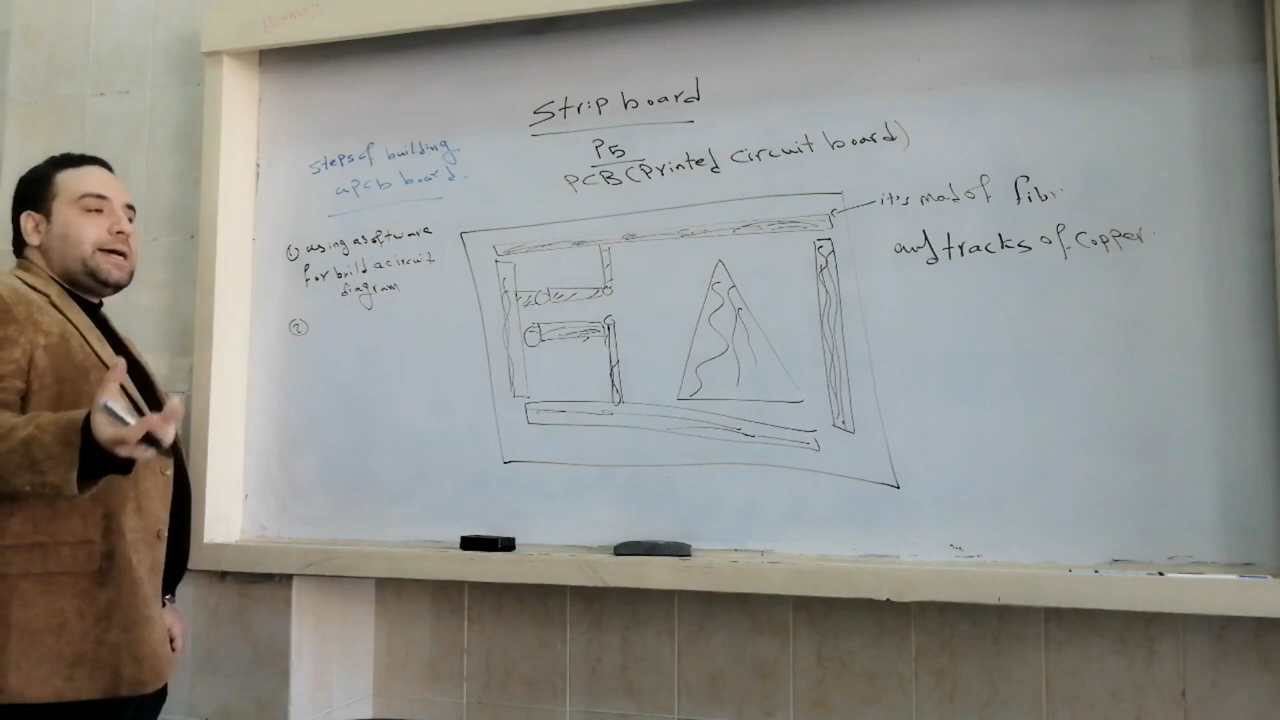 Strip board
P5
PCB (Printed Circuit board)
steps of building
a pcb board.
① using a software
for build a circuit
diagram
②
it's mad of fibr
and tracks of Copper